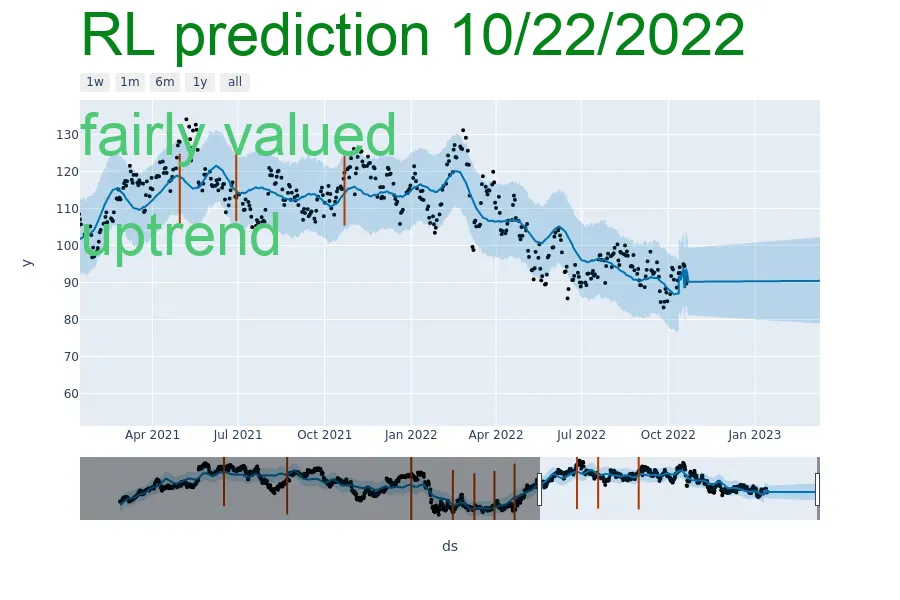 RL prediction 10/22/2022
1w 1m 6m 1y all
fairly valued
uptrend
130
120
110
100
90
80
70
60
y
Apr 2021 Jul 2021 Oct 2021 Jan 2022 Apr 2022 Jul 2022 Oct 2022 Jan 2023
ds